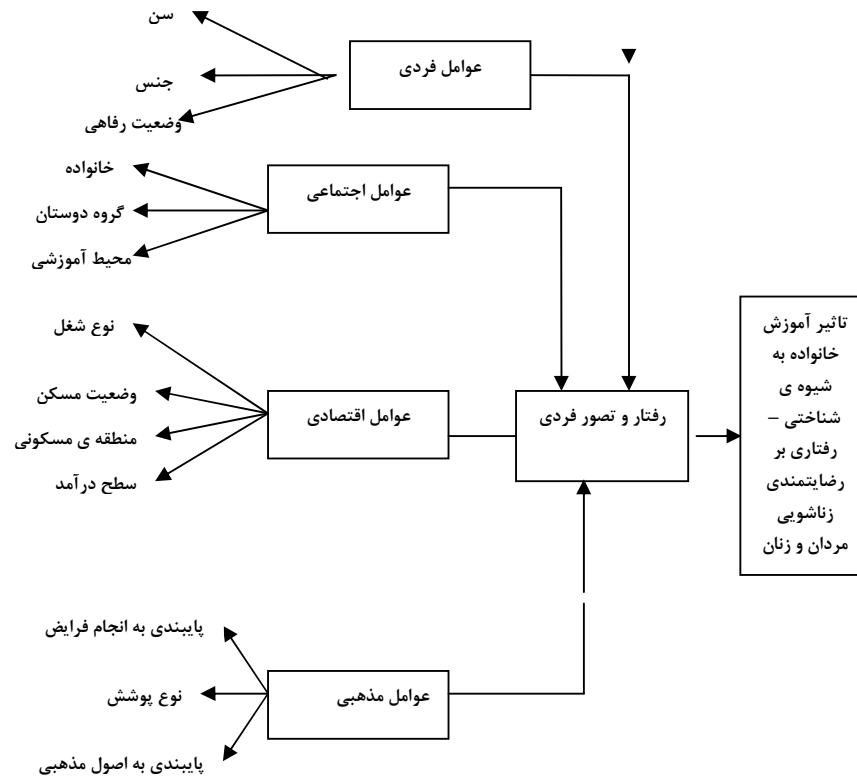 سن
عوامل فردی
جنس
وضعیت رفاهی
خانواده
عوامل اجتماعی
گروه دوستان
محیط آموزشی
نوع شغل
وضعیت مسکن
عوامل اقتصادی
منطقه ی مسکونی
سطح درآمد
رفتار و تصور فردی
تاثیر آموزش
خانواده به
شیوه ی
شناختی –
رفتاری بر
رضایتمندی
زناشویی
مردان و زنان
پایبندی به انجام فرایض
عوامل مذهبی
نوع پوشش
پایبندی به اصول مذهبی